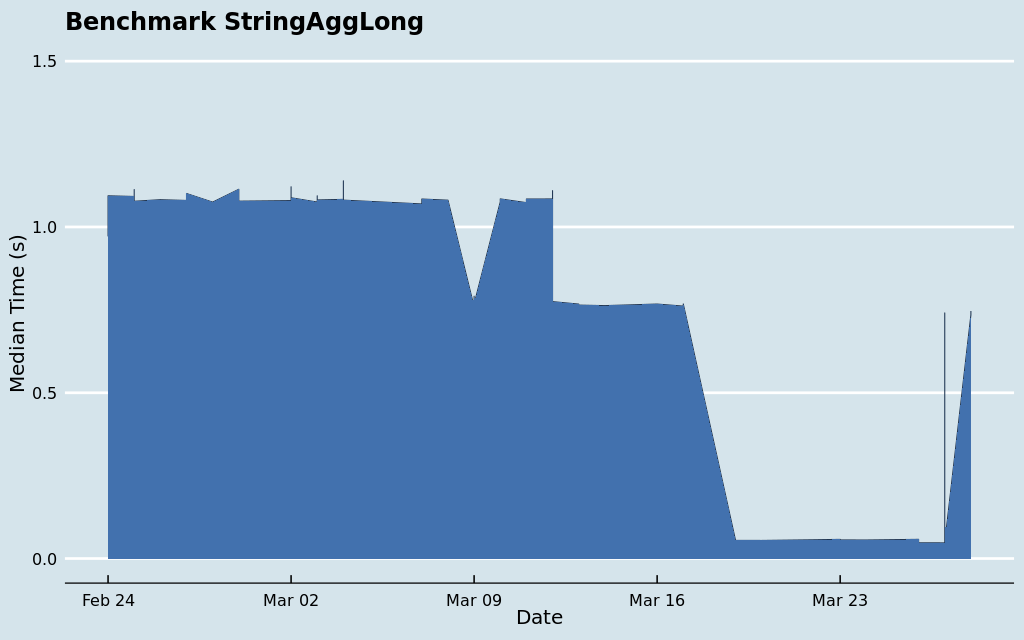 Benchmark StringAggLong
1.5
1.0
0.5
0.0
Median Time (s)
Feb 24
Mar 02
Mar 09
Mar 16
Mar 23
Date